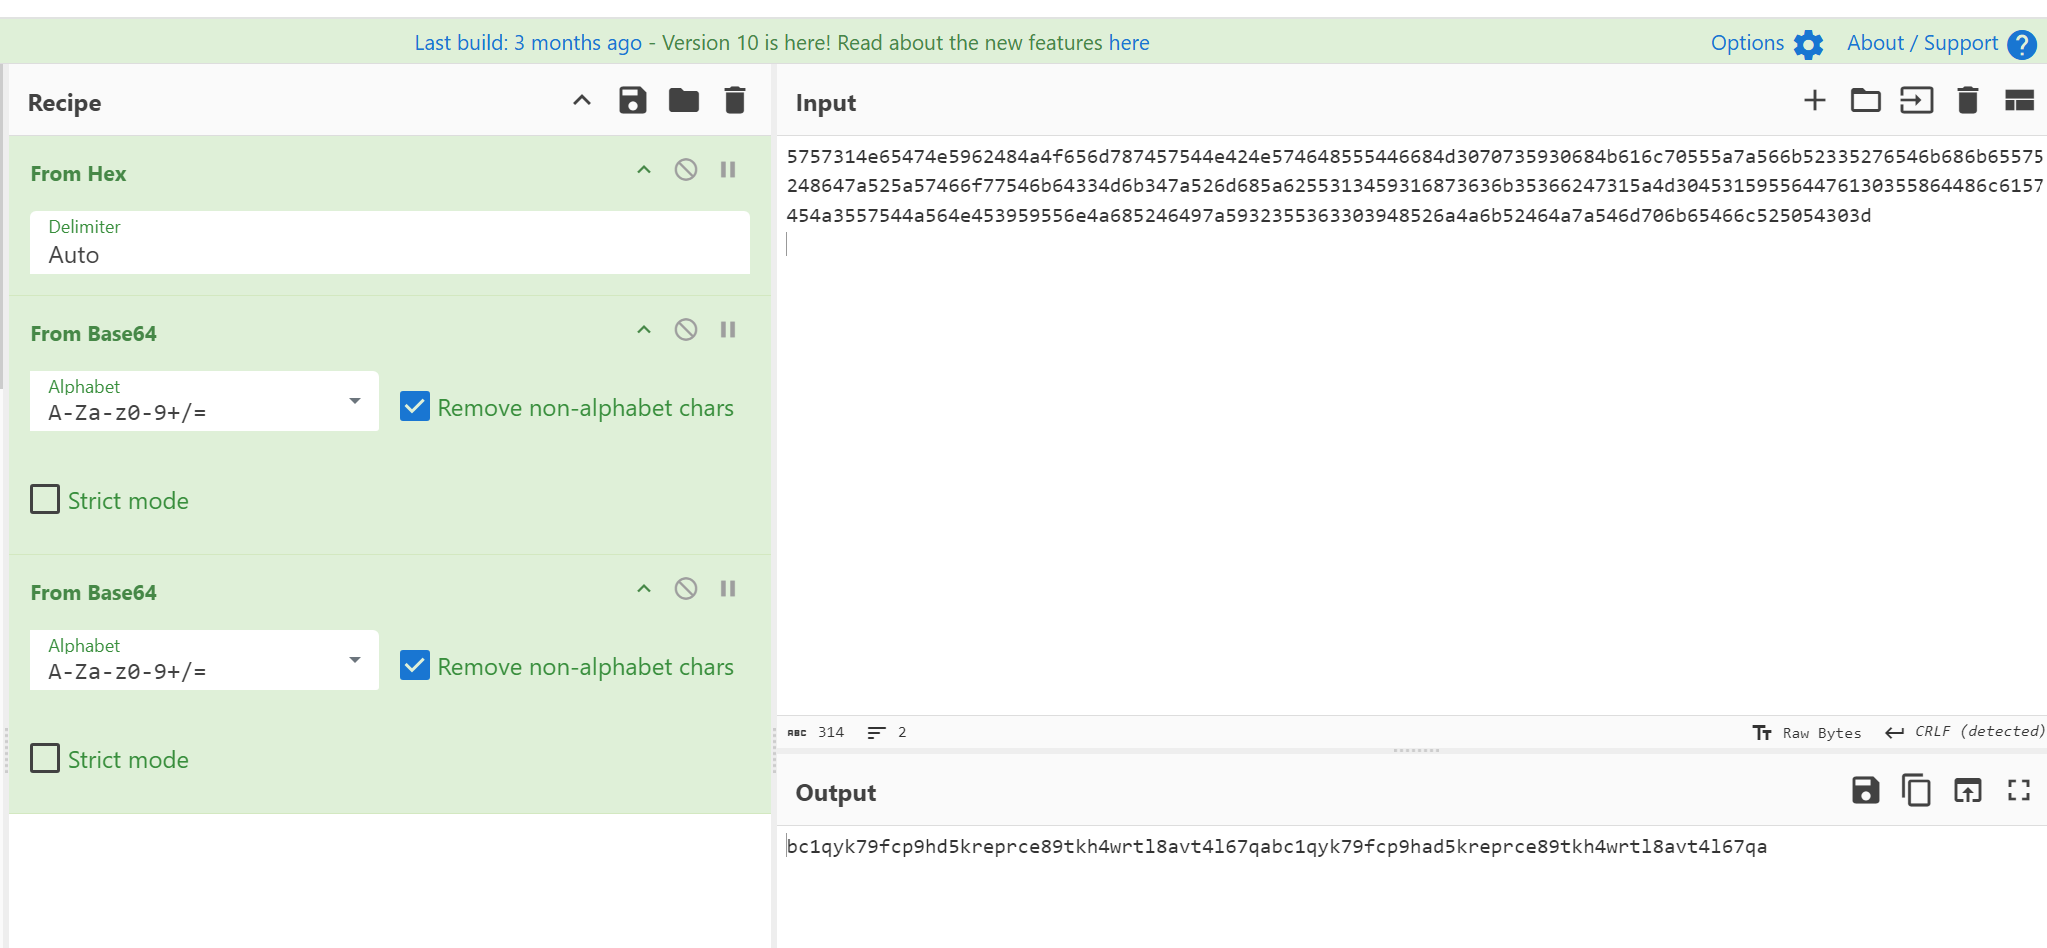 Last build: 3 months ago - Version 10 is here! Read about the new features here
Options
About / Support ?
Recipe
Input
From Hex
Delimiter
Auto
From Base64
Alphabet
A-Za-z0-9+/=
Remove non-alphabet chars
Strict mode
From Base64
Alphabet
A-Za-z0-9+/=
Remove non-alphabet chars
Strict mode
5757314e65474e5962484a4f656d787457544e424e574648555446684d3070735930684b616c70555a7a566b52335276546b686b65575
248647a525a57466f77546b64334d6b347a526d685a6255313459316873636b35366247315a4d30453159556447613035586448 6c6157
454a3557544a564e453959556e4a685246497a5932355363303948526a4a6b52464a7a546d706b65466c525054303d
ABC 314 2
Tт Raw Bytes CRLF (detected)
Output
bc1qyk79fcp9hd5kreprce89tkh4wrtl8avt4l67qabc1qyk79fcp9had5kreprce89tkh4wrtl8avt4l67qa